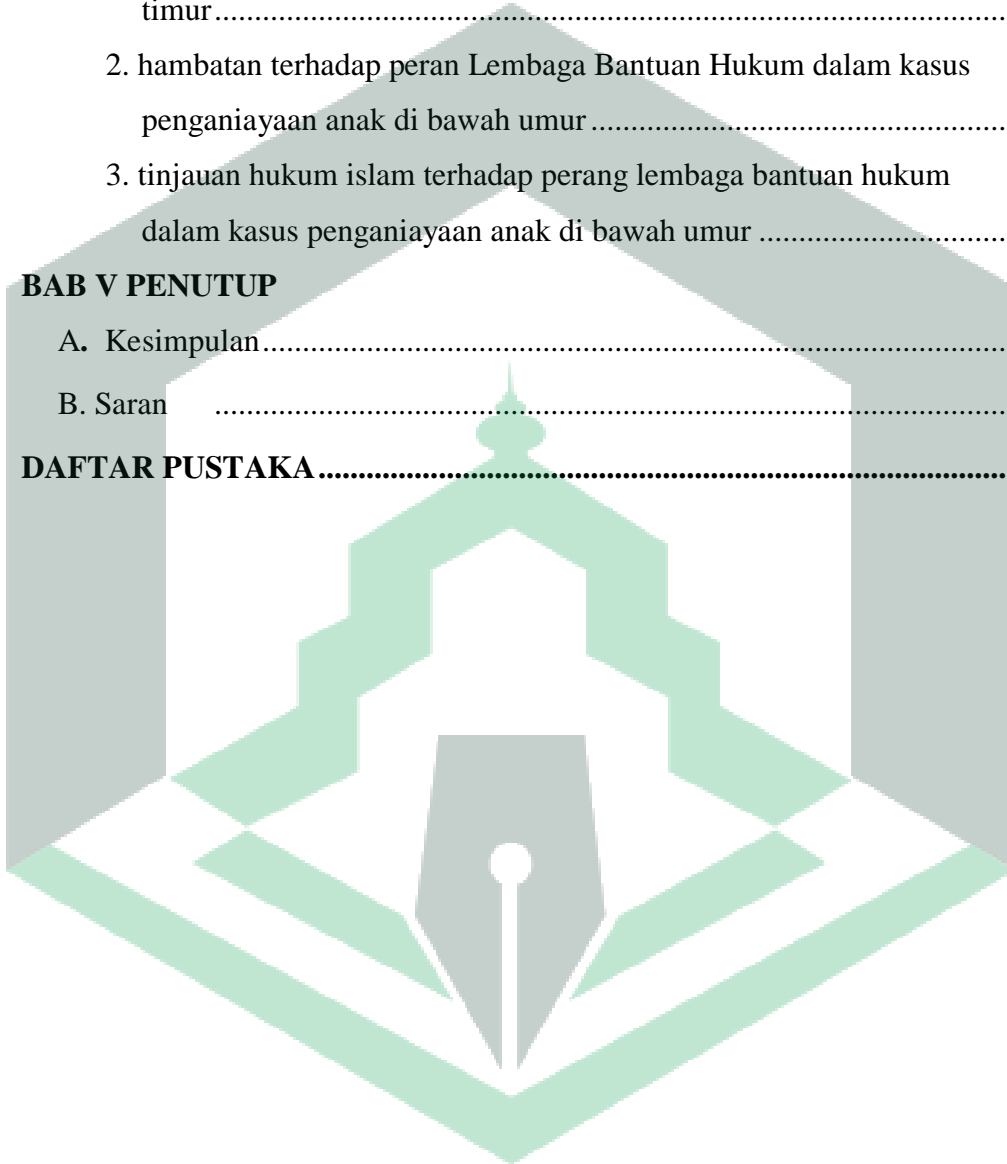 timur....................................................................................................
2. hambatan terhadap peran Lembaga Bantuan Hukum dalam kasus
penganiayaan anak di bawah umur.....................................................
3. tinjauan hukum islam terhadap perang lembaga bantuan hukum
dalam kasus penganiayaan anak di bawah umur ................................
BAB V PENUTUP
A. Kesimpulan.................................................................................................
B. Saran ....................................................................................................
DAFTAR PUSTAKA.........................................................................................